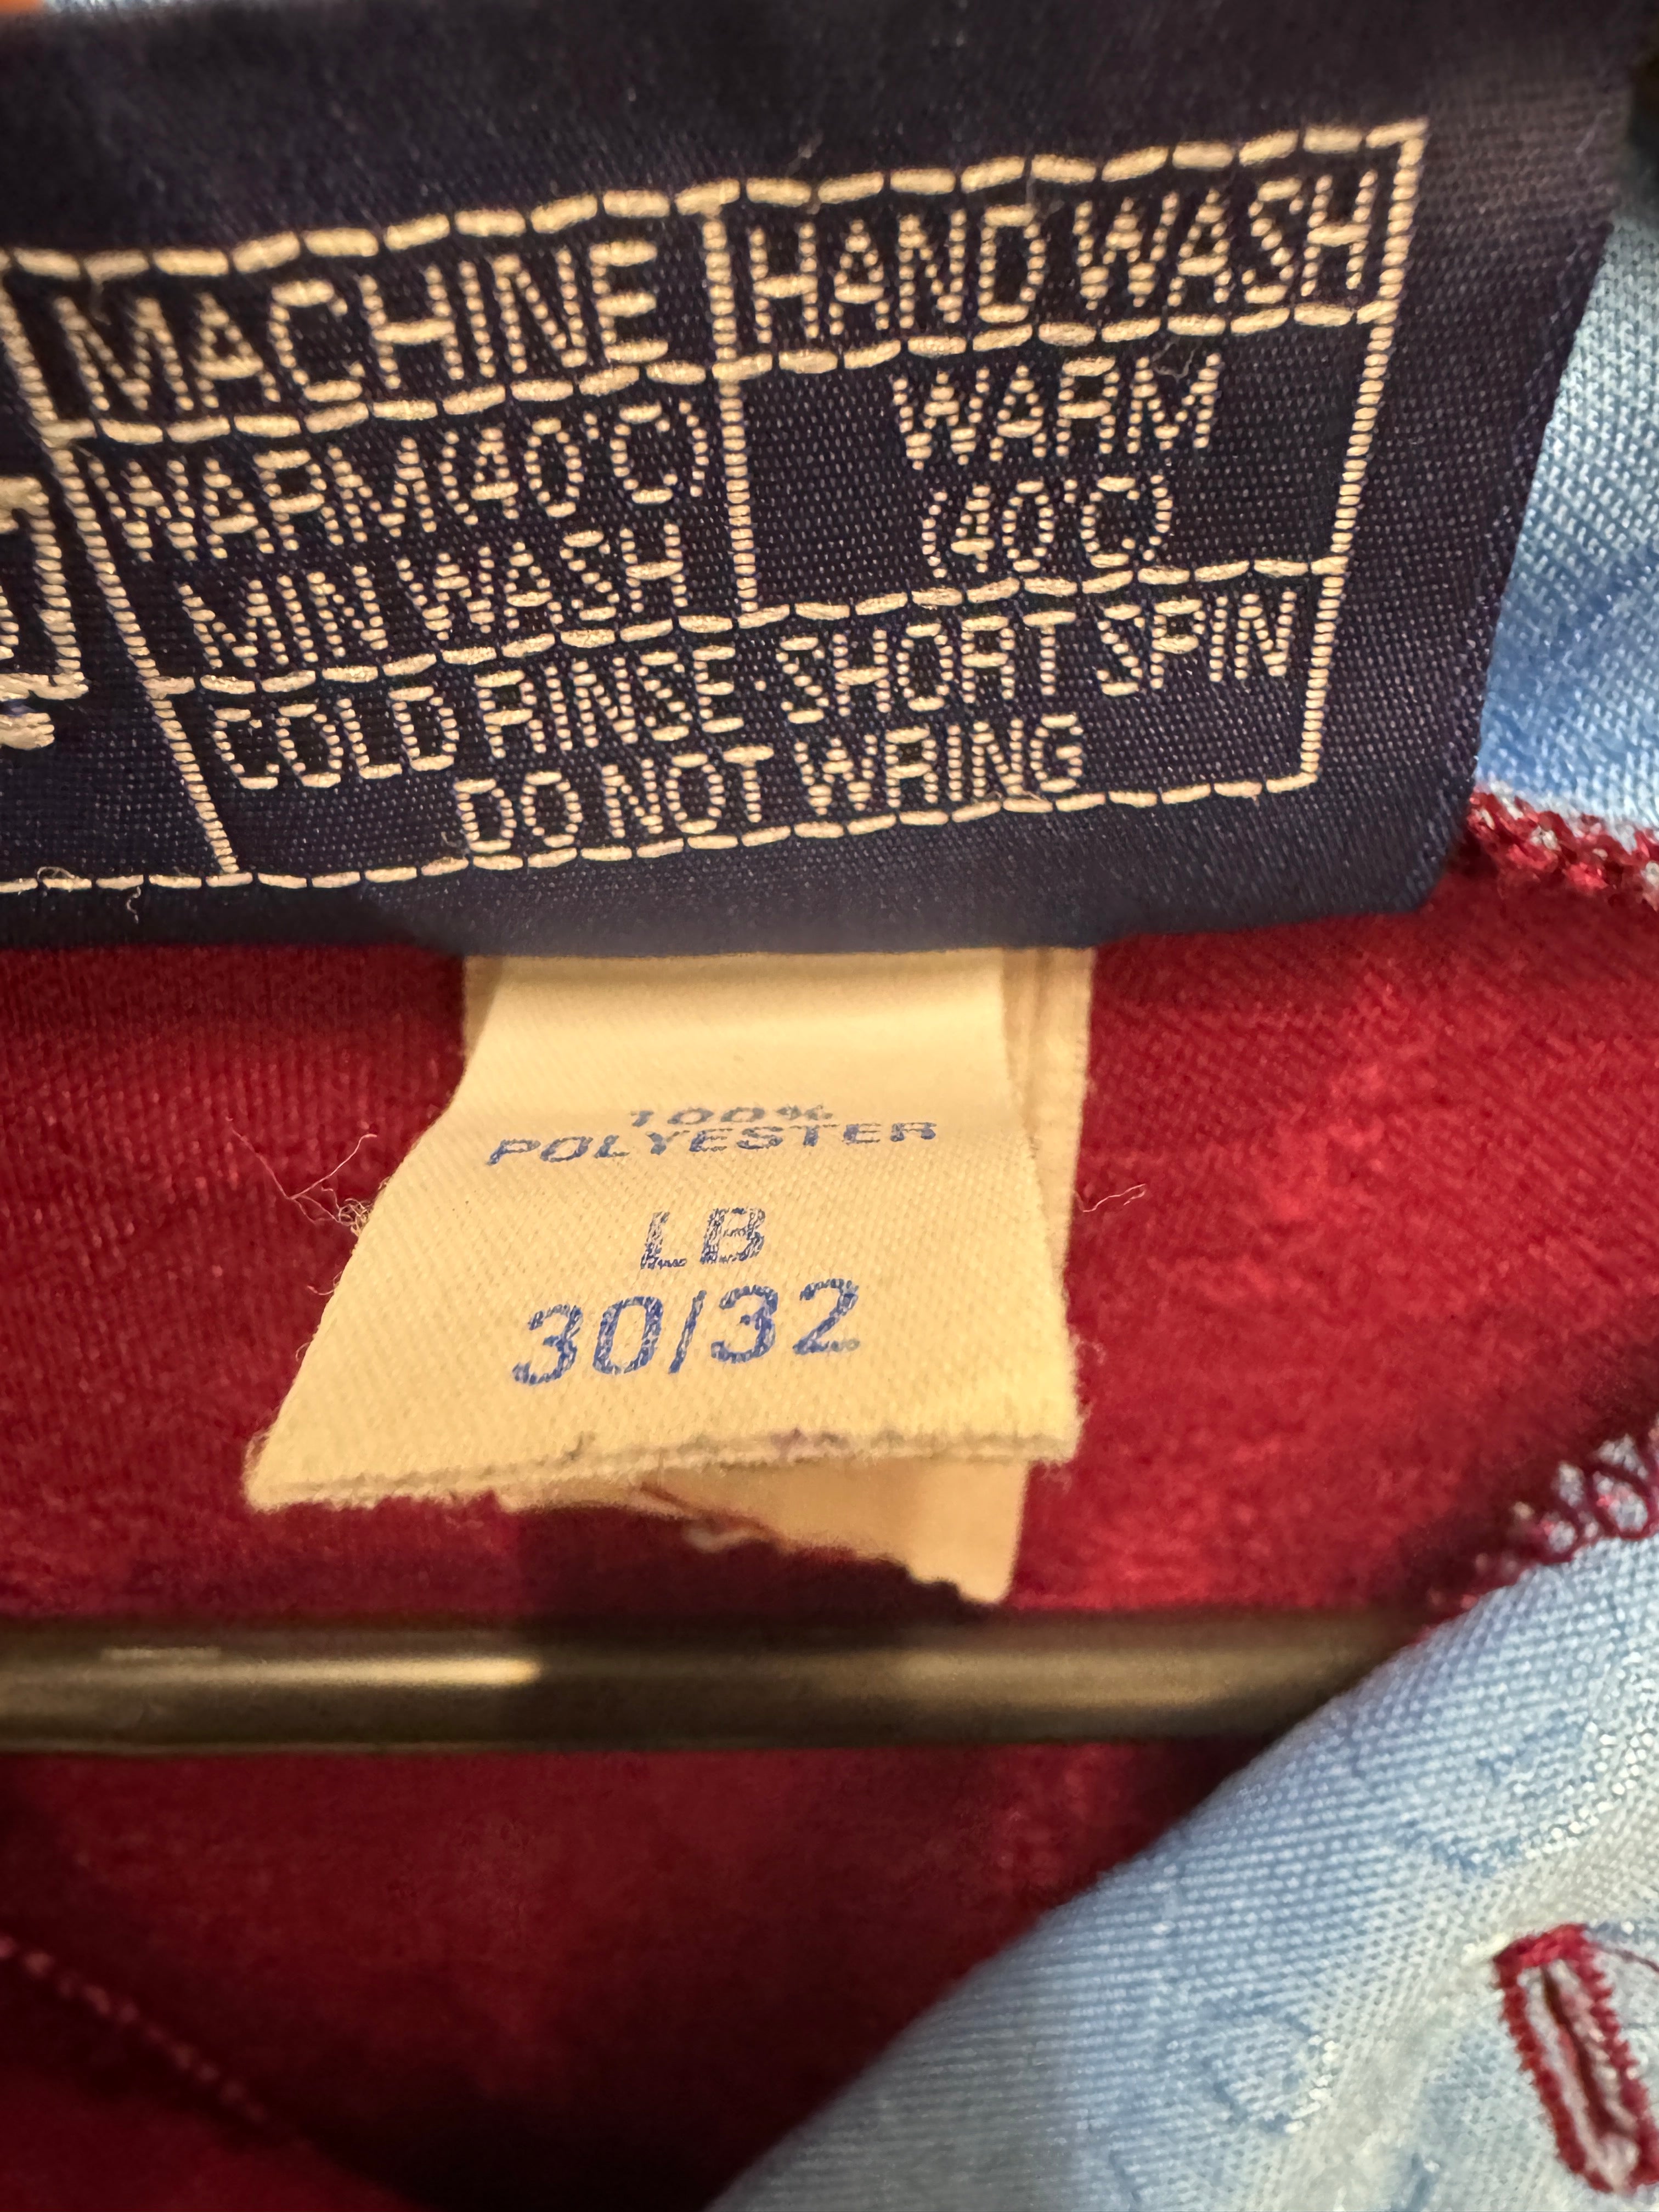 MACHINE HAND WASH
WARM (40°C)
MIN WASH
WARM
(40°C)
COLD RINSE·SHORT SPIN
DO NOT WRING
100%
POLYESTER
LB
30/32